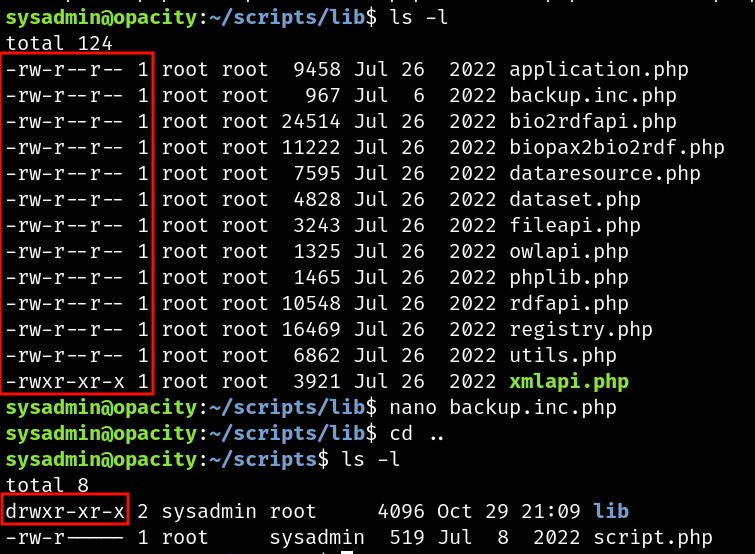 sysadmin@opacity:~/scripts/lib$ ls -l
total 124
-rw-r--r-- 1 root root  9458 Jul 26  2022 application.php
-rw-r--r-- 1 root root   967 Jul  6  2022 backup.inc.php
-rw-r--r-- 1 root root 24514 Jul 26  2022 bio2rdfapi.php
-rw-r--r-- 1 root root 11222 Jul 26  2022 biopax2bio2rdf.php
-rw-r--r-- 1 root root  7595 Jul 26  2022 dataresource.php
-rw-r--r-- 1 root root  4828 Jul 26  2022 dataset.php
-rw-r--r-- 1 root root  3243 Jul 26  2022 fileapi.php
-rw-r--r-- 1 root root  1325 Jul 26  2022 owlapi.php
-rw-r--r-- 1 root root  1465 Jul 26  2022 phplib.php
-rw-r--r-- 1 root root 10548 Jul 26  2022 rdfapi.php
-rw-r--r-- 1 root root 16469 Jul 26  2022 registry.php
-rw-r--r-- 1 root root  6862 Jul 26  2022 utils.php
-rwxr-xr-x 1 root root  3921 Jul 26  2022 xmlapi.php
sysadmin@opacity:~/scripts/lib$ nano backup.inc.php
sysadmin@opacity:~/scripts/lib$ cd ..
sysadmin@opacity:~/scripts$ ls -l
total 8
drwxr-xr-x 2 sysadmin root     4096 Oct 29 21:09 lib
-rw-r----- 1 root     sysadmin  519 Jul  8  2022 script.php